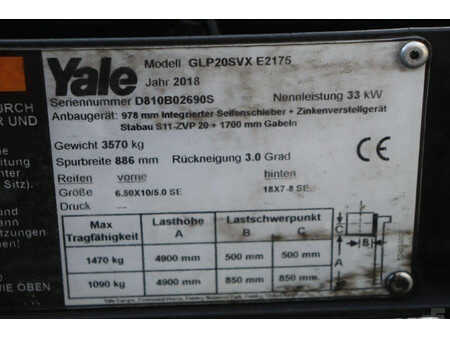 Yale
Modell GLP20SVX E2175
Jahr 2018
Seriennummer D810B02690S Nennleistung 33 kW
Anbaugerät: 978 mm Integrierter Seitenschieber + Zinkenverstellgerät
Stabau S11-ZVP 20 + 1700 mm Gabeln
Gewicht 3570 kg
CE
Spurbreite 886 mm Rückneigung 3.0 Grad
Reifen vorne hinten
Größe 6.50X10/5.0 SE 18X7-8 SE
Druck --- ---
Max Tragfähigkeit Lasthöhe A Lastschwerpunkt B C
1470 kg 4900 mm 500 mm 500 mm
1090 kg 4900 mm 850 mm 850 mm
C
B
A
DURCH
ER UND
Sitz).
WIE OBEN